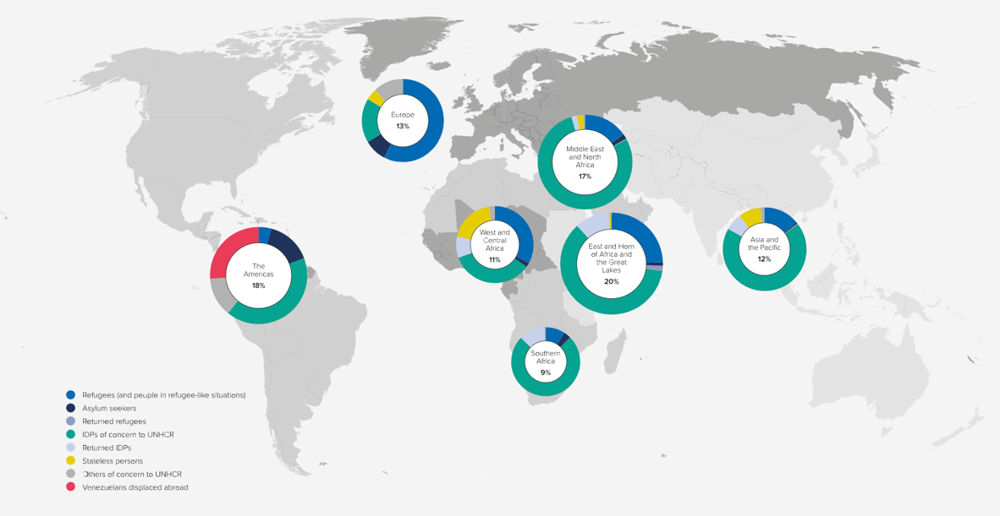 Europe
13%
Middle East
and North
Africa
17%
West and
Central
Africa
11%
East and Horn
of Africa and
the Great
Lakes
20%
Asia and
the Pacific
12%
The
Americas
18%
Southern
Africa
9%
Refugees (and people in refugee-like situations)
Asylum seekers
Returned refugees
IDPs of concern to UNHCR
Returned IDPs
Stateless persons
Others of concern to UNHCR
Venezuelans displaced abroad